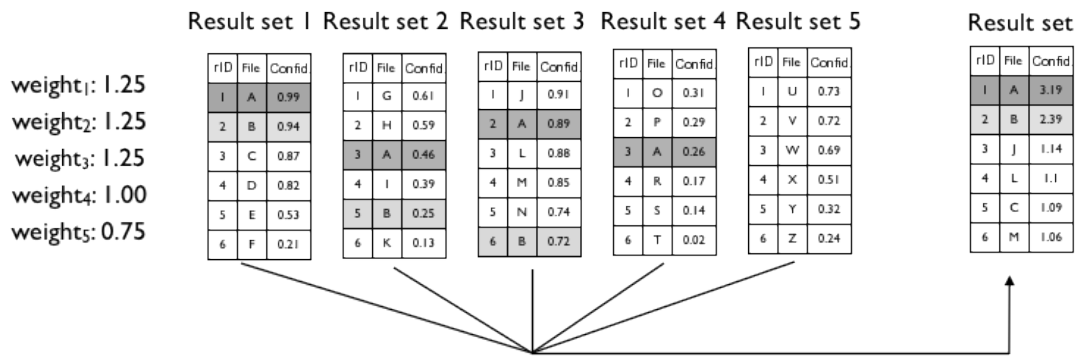 Result set 1 Result set 2 Result set 3 Result set 4 Result set 5 Result set
weight1: 1.25
weight2: 1.25
weight3: 1.25
weight4: 1.00
weight5: 0.75
rID File Confid.
1 A 0.99
2 B 0.94
3 C 0.87
4 D 0.82
5 E 0.53
6 F 0.21
rID File Confid.
1 G 0.61
2 H 0.59
3 A 0.46
4 I 0.39
5 B 0.25
6 K 0.13
rID File Confid.
1 J 0.91
2 A 0.89
3 L 0.88
4 M 0.85
5 N 0.74
6 B 0.72
rID File Confid.
1 O 0.31
2 P 0.29
3 A 0.26
4 R 0.17
5 S 0.14
6 T 0.02
rID File Confid.
1 U 0.73
2 V 0.72
3 W 0.69
4 X 0.51
5 Y 0.32
6 Z 0.24
rID File Confid.
1 A 3.19
2 B 2.39
3 J 1.14
4 L 1.1
5 C 1.09
6 M 1.06